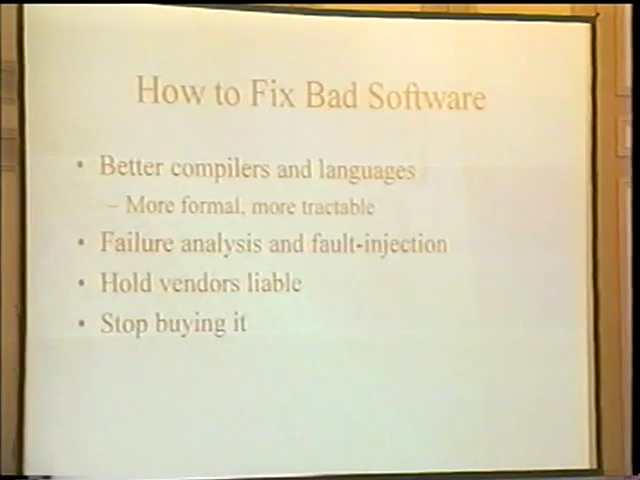 How to Fix Bad Software
• Better compilers and languages
– More formal, more tractable
• Failure analysis and fault-injection
• Hold vendors liable
• Stop buying it